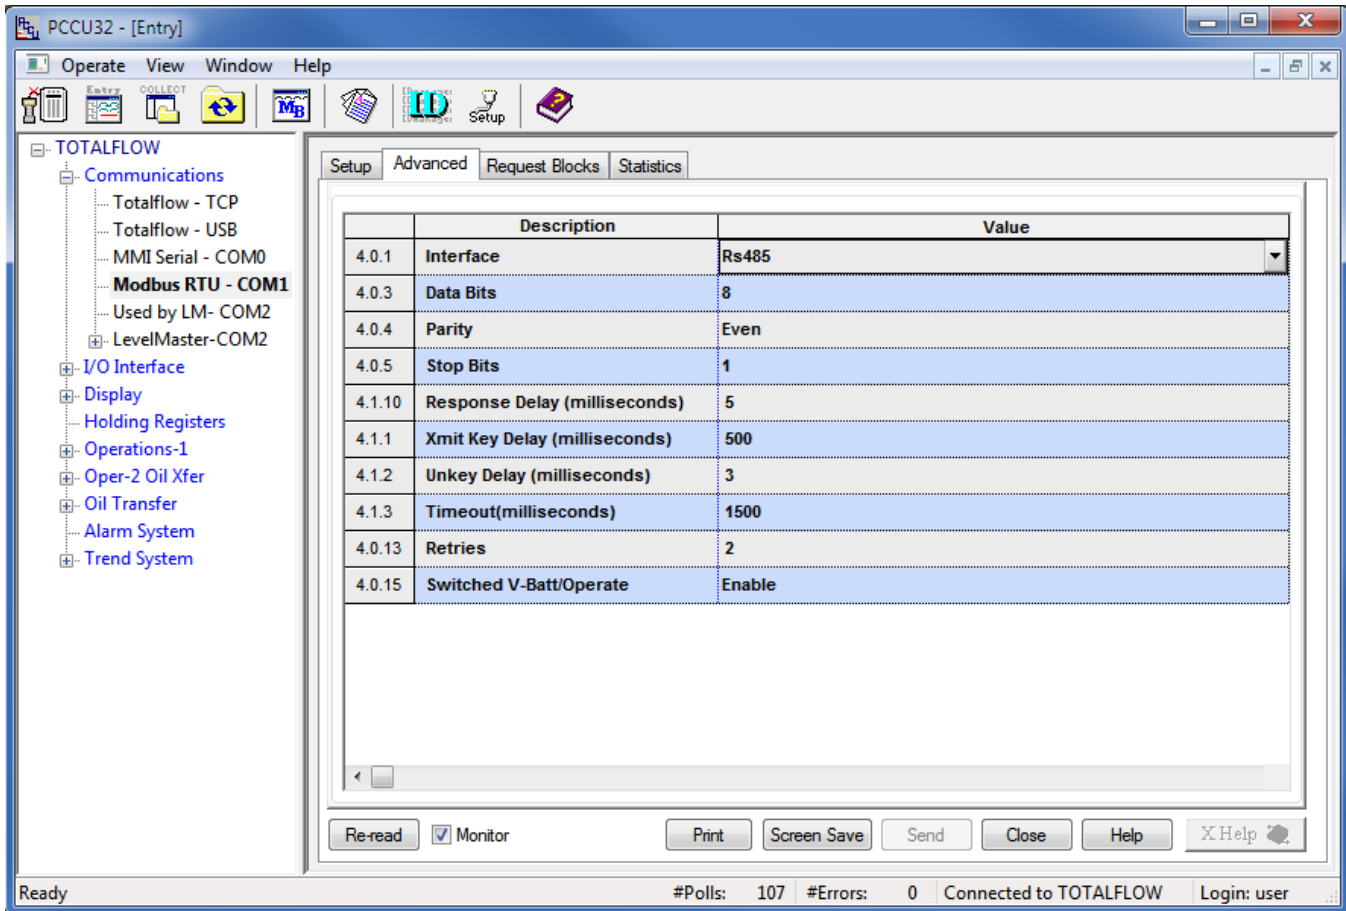 PCCU32 - [Entry]
Operate View Window Help
Entry COLLECT MB ID Setup
TOTALFLOW
Communications
Totalflow - TCP
Totalflow - USB
MMI Serial - COM0
Modbus RTU - COM1
Used by LM- COM2
LevelMaster-COM2
I/O Interface
Display
Holding Registers
Operations-1
Oper-2 Oil Xfer
Oil Transfer
Alarm System
Trend System
Setup Advanced Request Blocks Statistics
Description Value
4.0.1 Interface Rs485
4.0.3 Data Bits 8
4.0.4 Parity Even
4.0.5 Stop Bits 1
4.1.10 Response Delay (milliseconds) 5
4.1.1 Xmit Key Delay (milliseconds) 500
4.1.2 Unkey Delay (milliseconds) 3
4.1.3 Timeout(milliseconds) 1500
4.0.13 Retries 2
4.0.15 Switched V-Batt/Operate Enable
Re-read Monitor Print Screen Save Send Close Help X Help
Ready #Polls: 107 #Errors: 0 Connected to TOTALFLOW Login: user